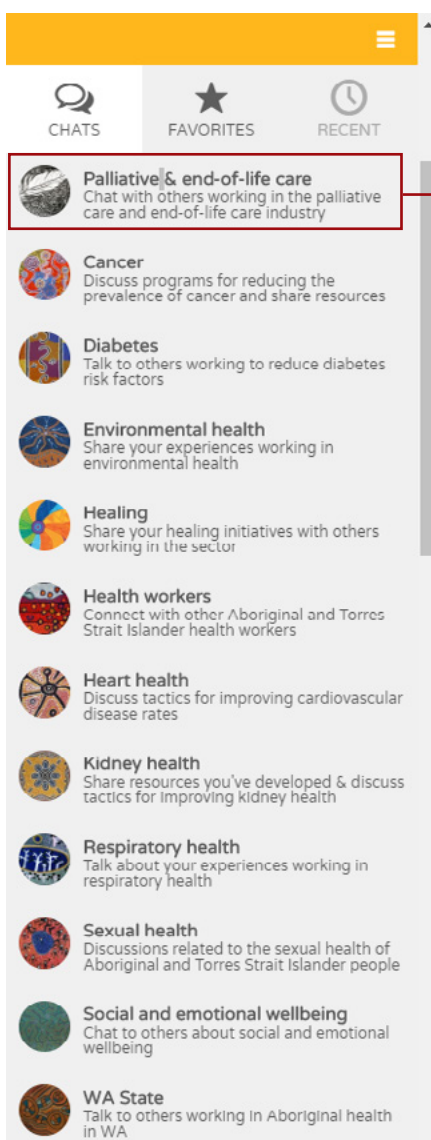 CHATS FAVORITES RECENT
Palliative & end-of-life care
Chat with others working in the palliative
care and end-of-life care industry
Cancer
Discuss programs for reducing the
prevalence of cancer and share resources
Diabetes
Talk to others working to reduce diabetes
risk factors
Environmental health
Share your experiences working in
environmental health
Healing
Share your healing initiatives with others
working in the sector
Health workers
Connect with other Aboriginal and Torres
Strait Islander health workers
Heart health
Discuss tactics for improving cardiovascular
disease rates
Kidney health
Share resources you've developed & discuss
tactics for improving kidney health
Respiratory health
Talk about your experiences working in
respiratory health
Sexual health
Discussions related to the sexual health of
Aboriginal and Torres Strait Islander people
Social and emotional wellbeing
Chat to others about social and emotional
wellbeing
WA State
Talk to others working in Aboriginal health
in WA